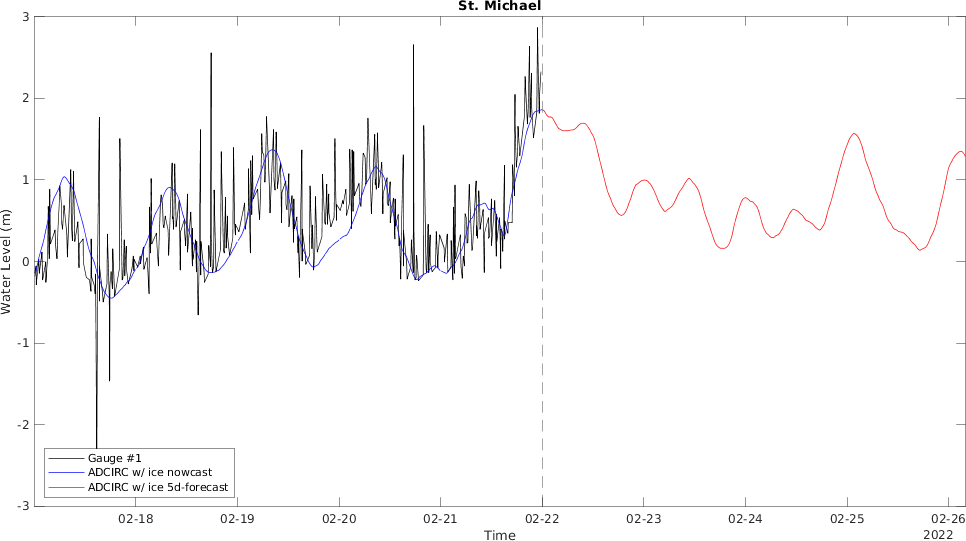 St. Michael
Water Level (m)
3
2
1
0
-1
-2
-3
Gauge #1
ADCIRC w/ ice nowcast
ADCIRC w/ ice 5d-forecast
02-18 02-19 02-20 02-21 02-22 02-23 02-24 02-25 02-26
Time 2022